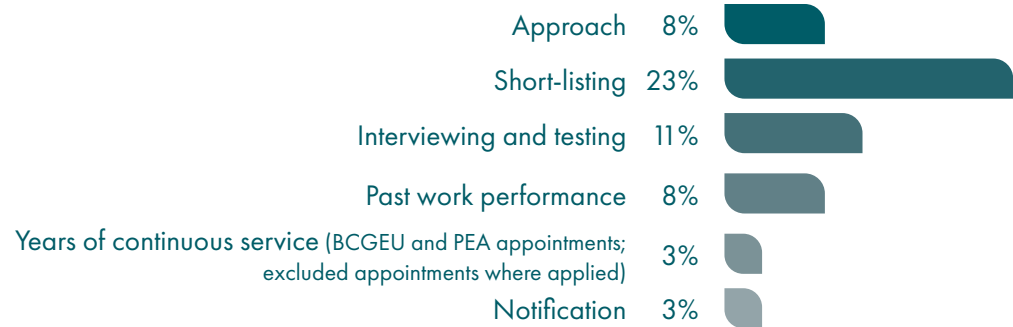 Approach 8%
Short-listing 23%
Interviewing and testing 11%
Past work performance 8%
Years of continuous service (BCGEU and PEA appointments;
excluded appointments where applied) 3%
Notification 3%